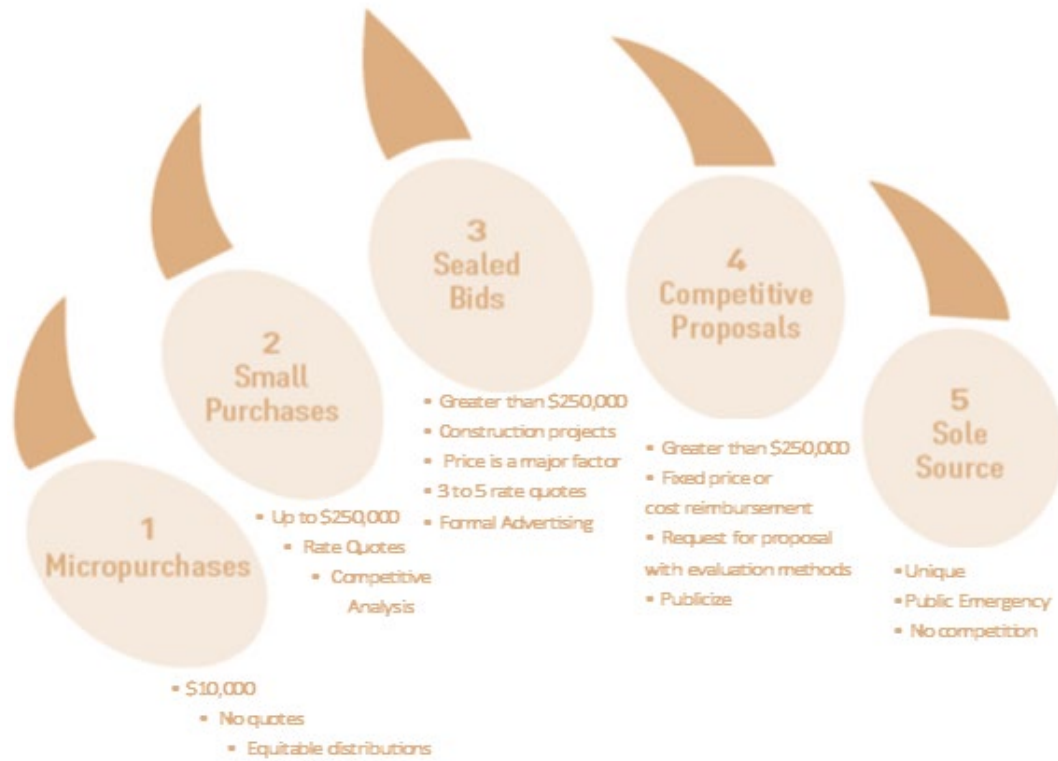 1
Micropurchases
▪ $10,000
▪ No quotes
▪ Equitable distributions
2
Small
Purchases
▪ Up to $250,000
▪ Rate Quotes
▪ Competitive
Analysis
3
Sealed
Bids
▪ Greater than $250,000
▪ Construction projects
▪ Price is a major factor
▪ 3 to 5 rate quotes
▪ Formal Advertising
4
Competitive
Proposals
▪ Greater than $250,000
▪ Fixed price or
cost reimbursement
▪ Request for proposal
with evaluation methods
▪ Publicize
5
Sole
Source
▪ Unique
▪ Public Emergency
▪ No competition